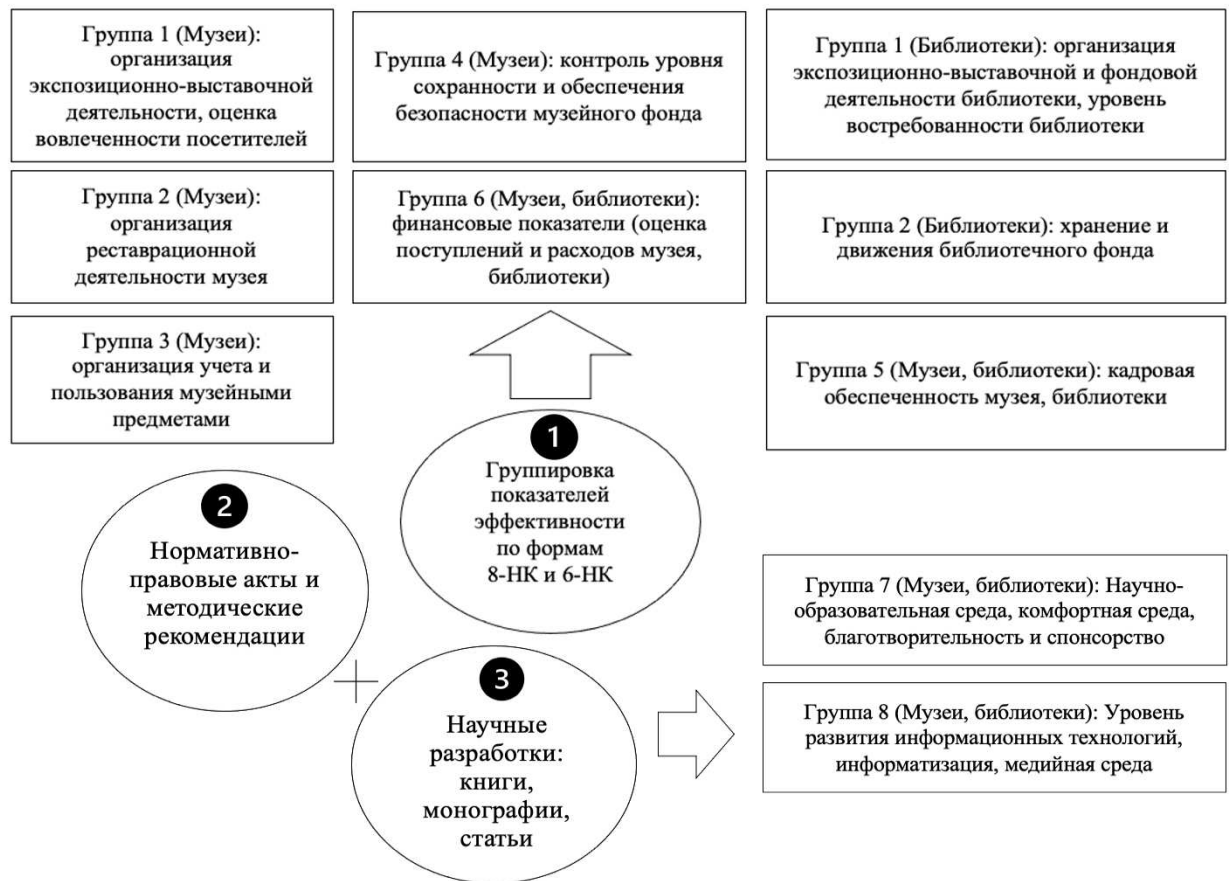 Группа 1 (Музеи):
организация
экспозиционно-выставочной
деятельности, оценка
вовлеченности посетителей
Группа 4 (Музеи): контроль уровня
сохранности и обеспечения
безопасности музейного фонда
Группа 1 (Библиотеки): организация
экспозиционно-выставочной и фондовой
деятельности библиотеки, уровень
востребованности библиотеки
Группа 2 (Музеи):
организация
реставрационной
деятельности музея
Группа 6 (Музеи, библиотеки):
финансовые показатели (оценка
поступлений и расходов музея,
библиотеки)
Группа 2 (Библиотеки): хранение и
движения библиотечного фонда
Группа 3 (Музеи):
организация учета и
пользования музейными
предметами
Группа 5 (Музеи, библиотеки): кадровая
обеспеченность музея, библиотеки
1
Группировка
показателей
эффективности
по формам
8-НК и 6-НК
2
Нормативно-
правовые акты и
методические
рекомендации
3
Научные
разработки:
книги,
монографии,
статьи
Группа 7 (Музеи, библиотеки): Научно-
образовательная среда, комфортная среда,
благотворительность и спонсорство
Группа 8 (Музеи, библиотеки): Уровень
развития информационных технологий,
информатизация, медийная среда